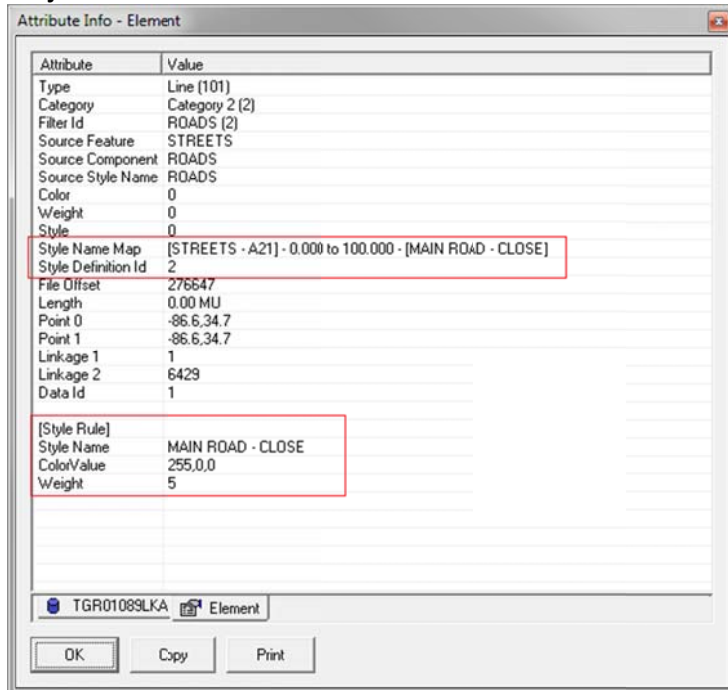 Attribute Info - Element
Attribute Value
Type Line (101)
Category Category 2 (2)
Filter Id ROADS (2)
Source Feature STREETS
Source Component ROADS
Source Style Name ROADS
Color 0
Weight 0
Style 0
Style Name Map [STREETS - A21] - 0.000 to 100.000 - [MAIN ROAD - CLOSE]
Style Definition Id 2
File Offset 276647
Length 0.00 MU
Point 0 -86.6,34.7
Point 1 -86.6,34.7
Linkage 1 1
Linkage 2 6429
Data Id 1
[Style Rule]
Style Name MAIN ROAD - CLOSE
ColorValue 255,0,0
Weight 5
TGR01089LKA Element
OK Copy Print